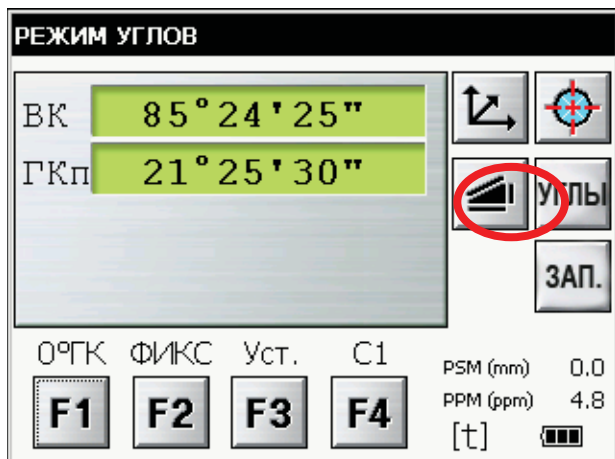 РЕЖИМ УГЛОВ
ВК 85°24'25"
ГКп 21°25'30"
УГЛЫ
ЗАП.
0°ГК ФИКС Уст. С1
F1 F2 F3 F4
PSM (mm) 0.0
PPM (ppm) 4.8
[t]